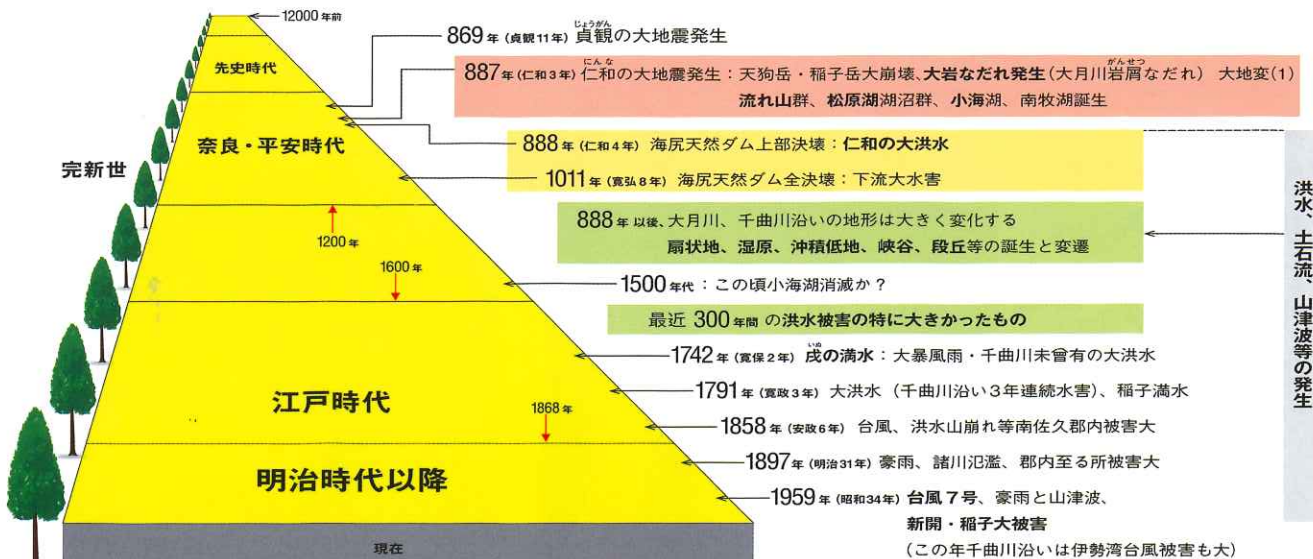 12000年前
先史時代
完新世
奈良・平安時代
1200年
1600年
江戸時代
1868年
明治時代以降
現在
じょうがん
869年(貞観11年)貞観の大地震発生
にんな がんせつ
887年(仁和3年)仁和の大地震発生:天狗岳・稲子岳大崩壊、大岩なだれ発生(大月川岩屑なだれ) 大地変(1)
流れ山群、松原湖湖沼群、小海湖、南牧湖誕生
888年(仁和4年) 海尻天然ダム上部決壊:仁和の大洪水
1011年(寛弘8年) 海尻天然ダム全決壊:下流大水害
888年以後、大月川、千曲川沿いの地形は大きく変化する
扇状地、湿原、沖積低地、峡谷、段丘等の誕生と変遷
1500年代:この頃小海湖消滅か?
最近 300年間の洪水被害の特に大きかったもの
いぬ
1742年(寛保2年) 戌の満水:大暴風雨・千曲川未曾有の大洪水
1791年(寛政3年) 大洪水(千曲川沿い3年連続水害)、稲子満水
1858年(安政6年) 台風、洪水山崩れ等南佐久郡内被害大
1897年(明治31年) 豪雨、諸川氾濫、郡内至る所被害大
1959年(昭和34年) 台風7号、豪雨と山津波、
新開・稲子大被害
(この年千曲川沿いは伊勢湾台風被害も大)
洪水、土石流、山津波等の発生